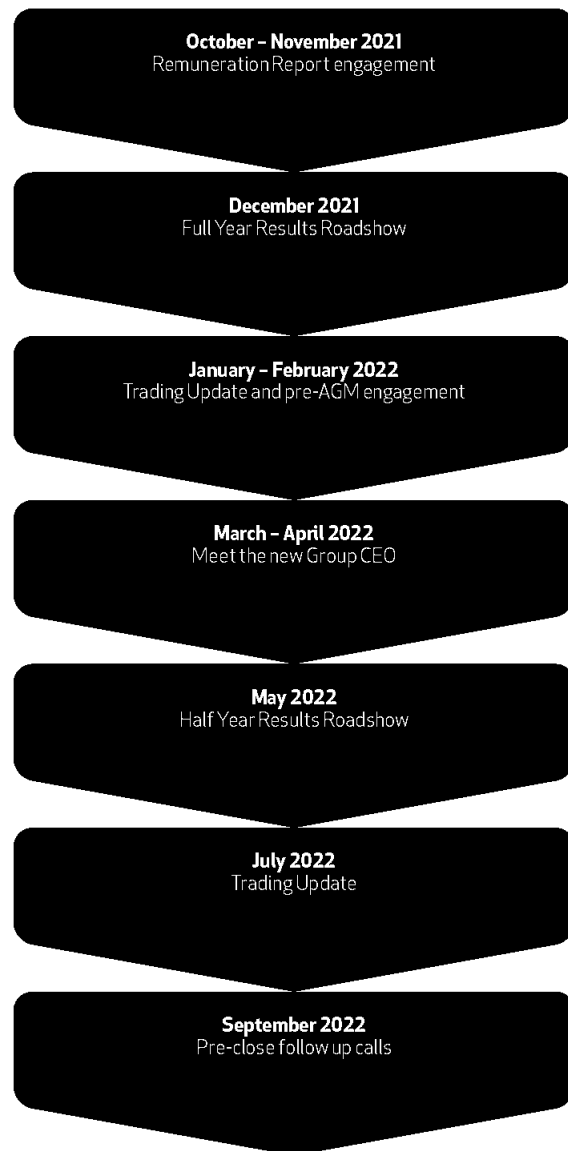 October – November 2021
Remuneration Report engagement
December 2021
Full Year Results Roadshow
January – February 2022
Trading Update and pre-AGM engagement
March – April 2022
Meet the new Group CEO
May 2022
Half Year Results Roadshow
July 2022
Trading Update
September 2022
Pre-close follow up calls